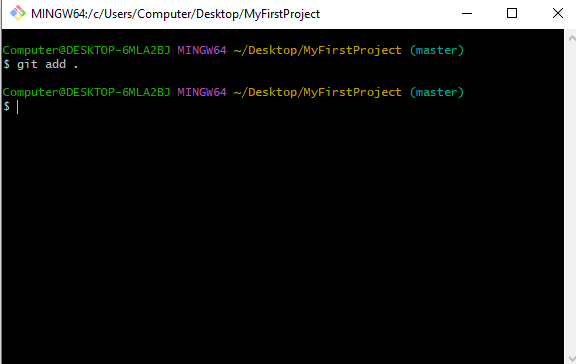 MINGW64:/c/Users/Computer/Desktop/MyFirstProject
Computer@DESKTOP-6MLA2BJ MINGW64 ~/Desktop/MyFirstProject (master)
$ git add .
Computer@DESKTOP-6MLA2BJ MINGW64 ~/Desktop/MyFirstProject (master)
$